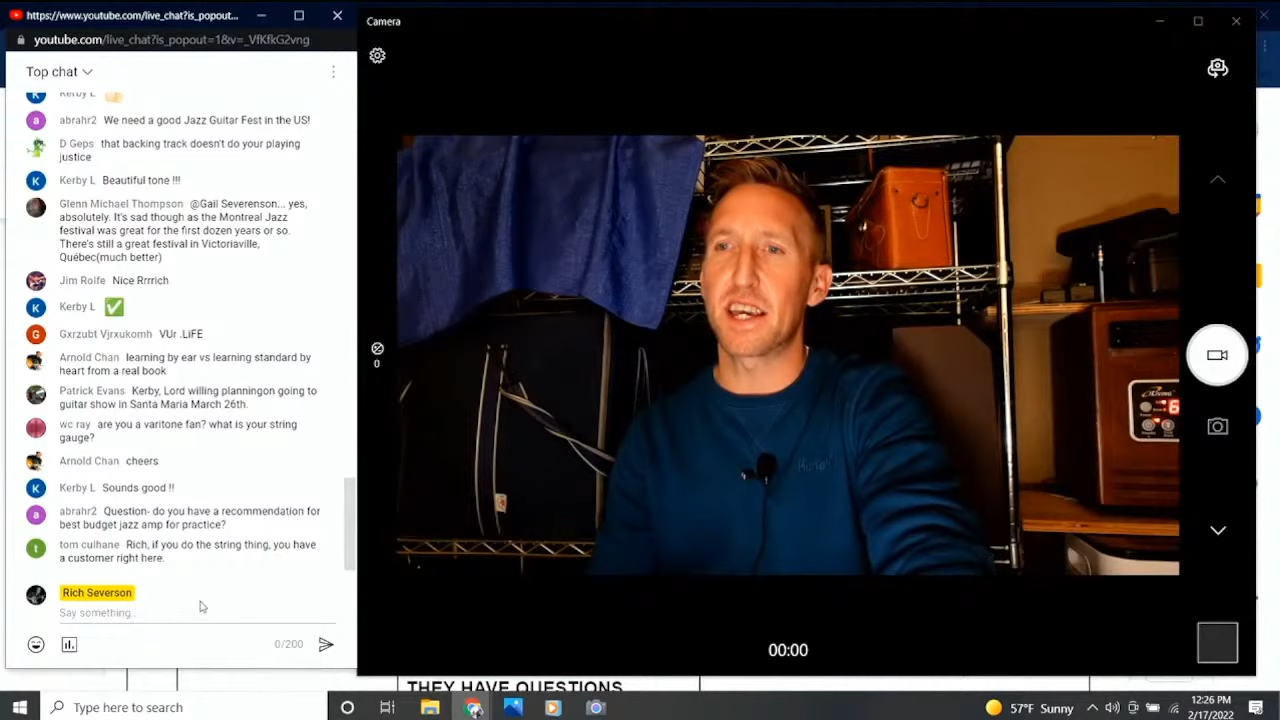 https://www.youtube.com/live_chat?is_popout...
youtube.com/live_chat?is_popout=1&v=_VfKfkG2vng
Top chat
Kerby L
abrahr2 We need a good Jazz Guitar Fest in the US!
D Geps that backing track doesn't do your playing
justice
Kerby L Beautiful tone !!!
Glenn Michael Thompson @Gail Severenson... yes,
absolutely. It's sad though as the Montreal Jazz
festival was great for the first dozen years or so.
There's still a great festival in Victoriaville,
Québec(much better)
Jim Rolfe Nice Rrrrich
Kerby L
Gxrzubt Vjrxukomh VUr .LiFE
Arnold Chan learning by ear vs learning standard by
heart from a real book
Patrick Evans Kerby, Lord willing planningon going to
guitar show in Santa Maria March 26th.
wc ray are you a varitone fan? what is your string
gauge?
Arnold Chan cheers
Kerby L Sounds good !!
abrahr2 Question- do you have a recommendation for
best budget jazz amp for practice?
tom culhane Rich, if you do the string thing, you have
a customer right here.
Rich Severson
Say something...
0/200
Camera
0
00:00
THEY HAVE QUESTIONS
Type here to search
57°F Sunny
12:26 PM
2/17/2022